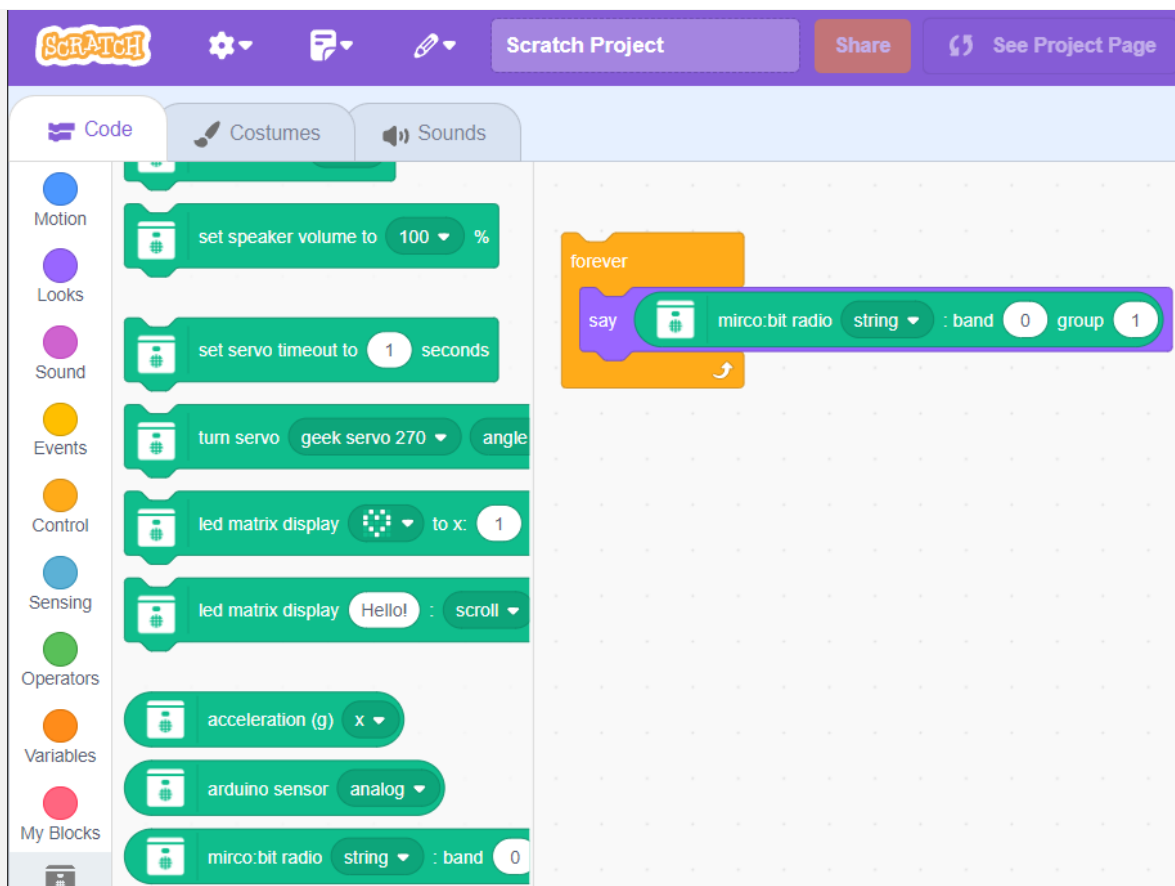 SCRATCH
Scratch Project
Share
See Project Page
Code
Costumes
Sounds
Motion
Looks
Sound
Events
Control
Sensing
Operators
Variables
My Blocks
set speaker volume to 100 %
set servo timeout to 1 seconds
turn servo geek servo 270 angle
led matrix display to x: 1
led matrix display Hello! : scroll
acceleration (g) x
arduino sensor analog
mirco:bit radio string : band 0
forever
say mirco:bit radio string : band 0 group 1